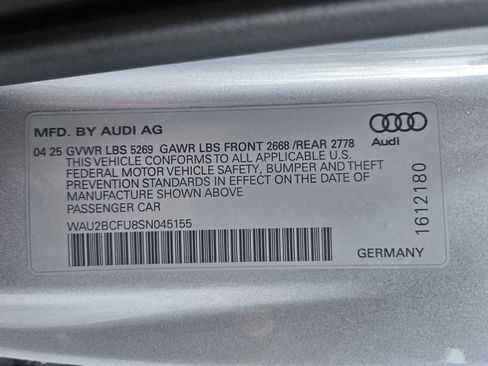 MFD. BY AUDI AG
Audi
04 25 GVWR LBS 5269 GAWR LBS FRONT 2668 /REAR 2778
THIS VEHICLE CONFORMS TO ALL APPLICABLE U.S.
FEDERAL MOTOR VEHICLE SAFETY, BUMPER AND THEFT
PREVENTION STANDARDS IN EFFECT ON THE DATE OF
MANUFACTURE SHOWN ABOVE
PASSENGER CAR
WAU2BCFU8SN045155
GERMANY
1612180